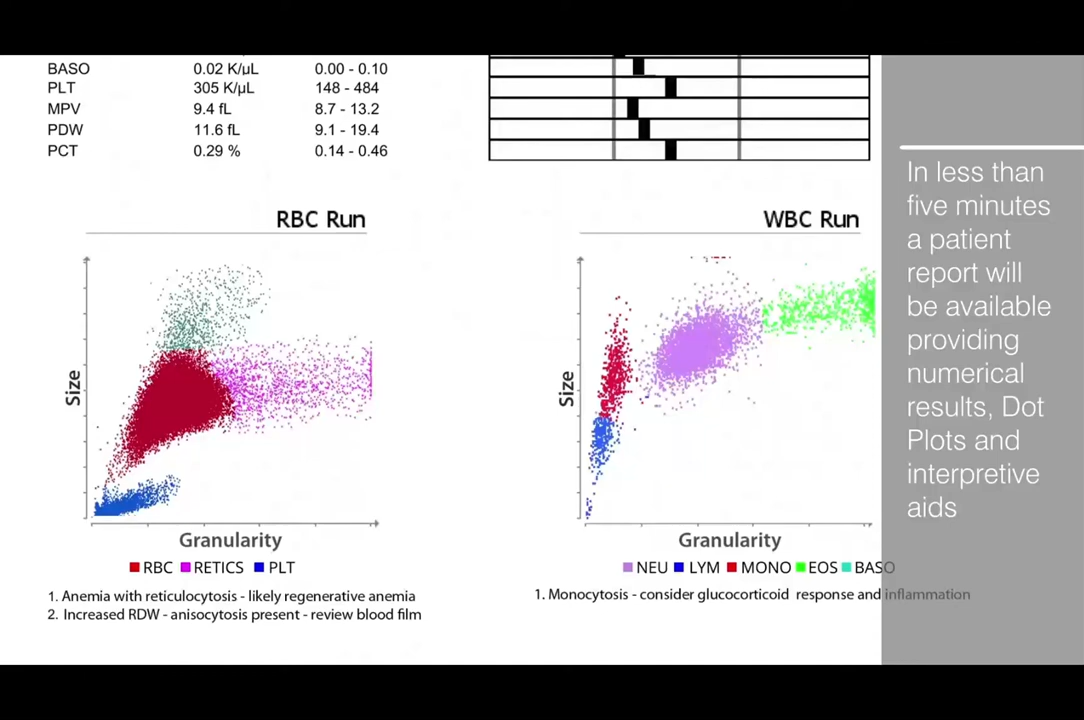 BASO 0.02 K/µL 0.00 - 0.10
PLT 305 K/µL 148 - 484
MPV 9.4 fL 8.7 - 13.2
PDW 11.6 fL 9.1 - 19.4
PCT 0.29 % 0.14 - 0.46
RBC Run
Size
Granularity
RBC RETICS PLT
1. Anemia with reticulocytosis - likely regenerative anemia
2. Increased RDW - anisocytosis present - review blood film
WBC Run
Size
Granularity
NEU LYM MONO EOS BASO
1. Monocytosis - consider glucocorticoid response and inflammation
In less than
five minutes
a patient
report will
be available
providing
numerical
results, Dot
Plots and
interpretive
aids